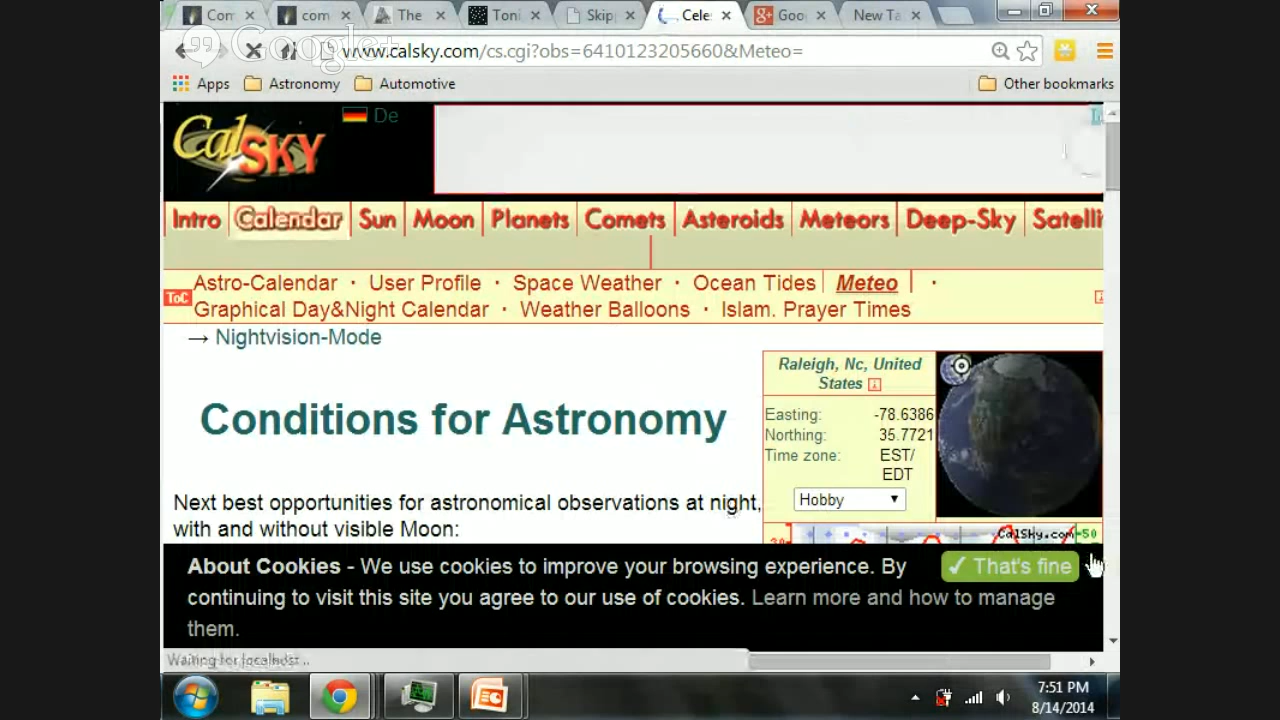 Com
com
The
Toni
Skip
Cele
Goo
New Ta
Google+
www.calsky.com/cs.cgi?obs=6410123205660&Meteo=
Apps
Astronomy
Automotive
Other bookmarks
CalSKY
De
Intro
Calendar
Sun
Moon
Planets
Comets
Asteroids
Meteors
Deep-Sky
Satelli
ToC
Astro-Calendar · User Profile · Space Weather · Ocean Tides | Meteo | ·
Graphical Day&Night Calendar · Weather Balloons · Islam. Prayer Times
→ Nightvision-Mode
Conditions for Astronomy
Next best opportunities for astronomical observations at night,
with and without visible Moon:
Raleigh, Nc, United
States
Easting: -78.6386
Northing: 35.7721
Time zone: EST/
EDT
Hobby
CalSky.com
50
About Cookies - We use cookies to improve your browsing experience. By
continuing to visit this site you agree to our use of cookies. Learn more and how to manage
them.
✓ That's fine
Waiting for localhost...
7:51 PM
8/14/2014